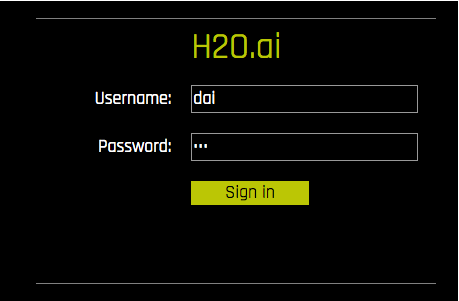 H2O.ai
Username: dai
Password: •••
Sign in